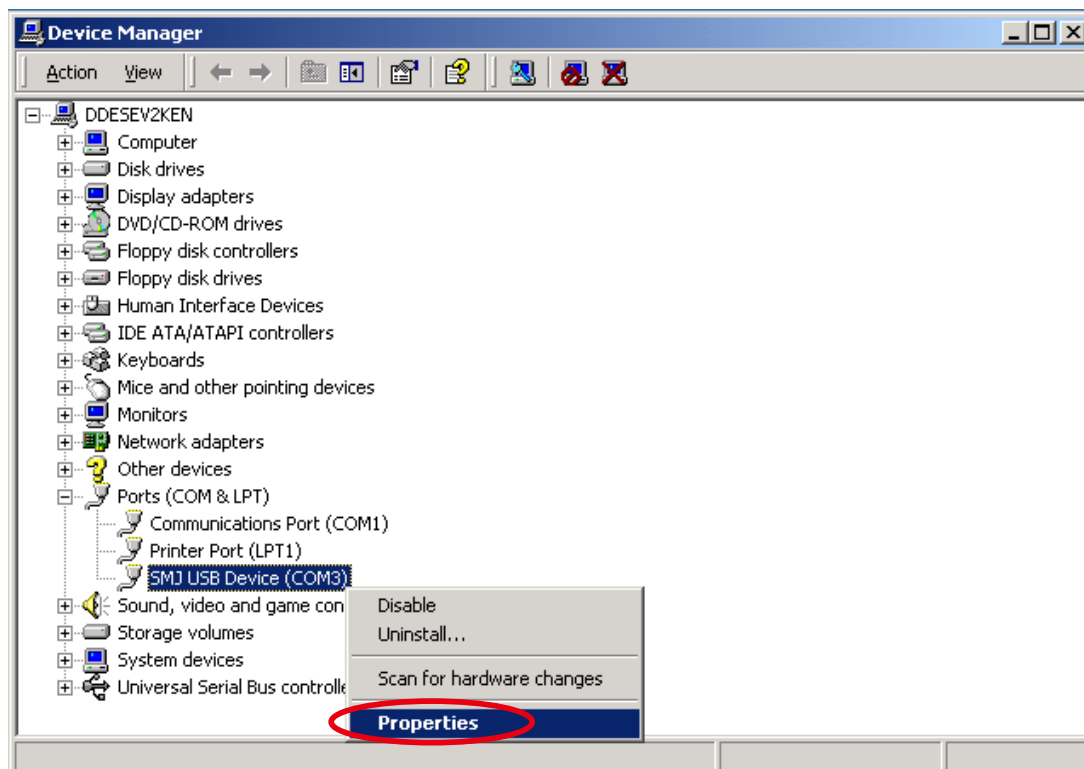 Device Manager
Action View
DDESEV2KEN
Computer
Disk drives
Display adapters
DVD/CD-ROM drives
Floppy disk controllers
Floppy disk drives
Human Interface Devices
IDE ATA/ATAPI controllers
Keyboards
Mice and other pointing devices
Monitors
Network adapters
Other devices
Ports (COM & LPT)
Communications Port (COM1)
Printer Port (LPT1)
SMJ USB Device (COM3)
Sound, video and game con
Storage volumes
System devices
Universal Serial Bus controlle
Disable
Uninstall...
Scan for hardware changes
Properties